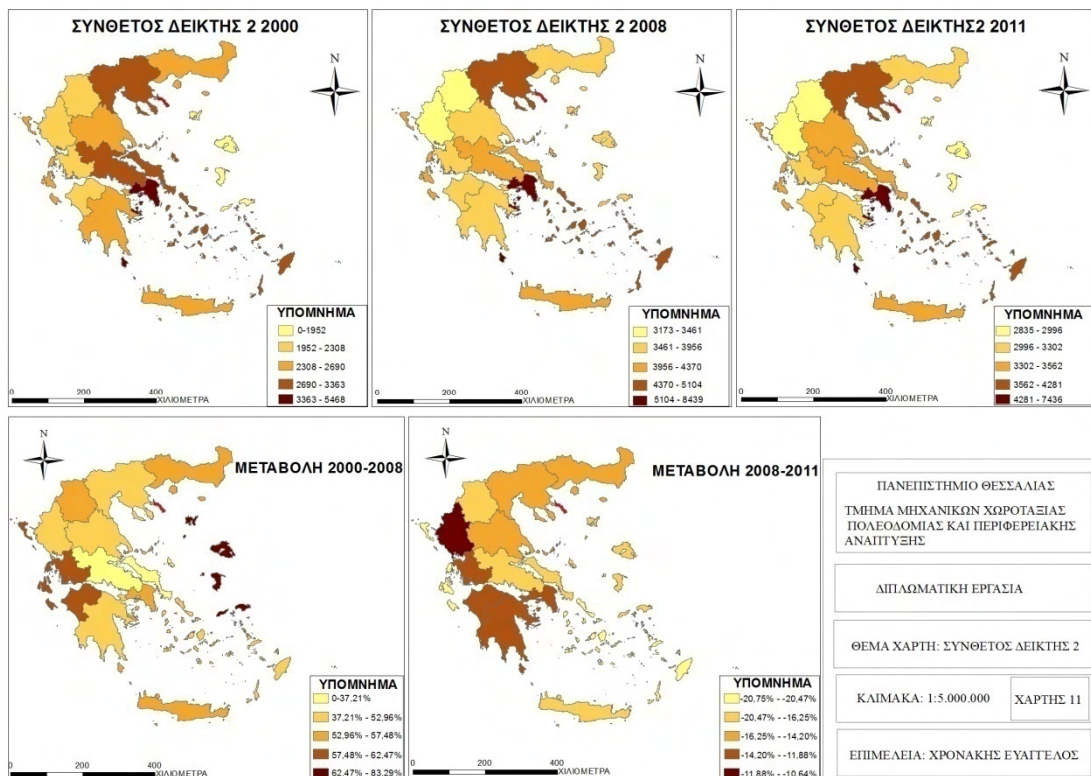 ΣΥΝΘΕΤΟΣ ΔΕΙΚΤΗΣ 2 2000
N
ΥΠΟΜΝΗΜΑ
0-1952
1952 - 2308
2308 - 2690
2690 - 3363
3363 - 5468
0 200 400
ΧΙΛΙΟΜΕΤΡΑ
ΣΥΝΘΕΤΟΣ ΔΕΙΚΤΗΣ 2 2008
N
ΥΠΟΜΝΗΜΑ
3173 - 3461
3461 - 3956
3956 - 4370
4370 - 5104
5104 - 8439
0 200 400
ΧΙΛΙΟΜΕΤΡΑ
ΣΥΝΘΕΤΟΣ ΔΕΙΚΤΗΣ2 2011
N
ΥΠΟΜΝΗΜΑ
2835 - 2996
2996 - 3302
3302 - 3562
3562 - 4281
4281 - 7436
0 200 400
ΧΙΛΙΟΜΕΤΡΑ
N
ΜΕΤΑΒΟΛΗ 2000-2008
ΥΠΟΜΝΗΜΑ
0-37,21%
37,21% - 52,96%
52,96% - 57,48%
57,48% - 62,47%
62,47% - 83,29%
0 200 400
ΧΙΛΙΟΜΕΤΡΑ
N
ΜΕΤΑΒΟΛΗ 2008-2011
ΥΠΟΜΝΗΜΑ
-20,75% - -20,47%
-20,47% - -16,25%
-16,25% - -14,20%
-14,20% - -11,88%
-11,88% - -10,64%
0 200 400
ΧΙΛΙΟΜΕΤΡΑ
ΠΑΝΕΠΙΣΤΗΜΙΟ ΘΕΣΣΑΛΙΑΣ
ΤΜΗΜΑ ΜΗΧΑΝΙΚΩΝ ΧΩΡΟΤΑΞΙΑΣ
ΠΟΛΕΟΔΟΜΙΑΣ ΚΑΙ ΠΕΡΙΦΕΡΕΙΑΚΗΣ
ΑΝΑΠΤΥΞΗΣ
ΔΙΠΛΩΜΑΤΙΚΗ ΕΡΓΑΣΙΑ
ΘΕΜΑ ΧΑΡΤΗ: ΣΥΝΘΕΤΟΣ ΔΕΙΚΤΗΣ 2
ΚΛΙΜΑΚΑ: 1:5.000.000
ΧΑΡΤΗΣ 11
ΕΠΙΜΕΛΕΙΑ: ΧΡΟΝΑΚΗΣ ΕΥΑΓΓΕΛΟΣ